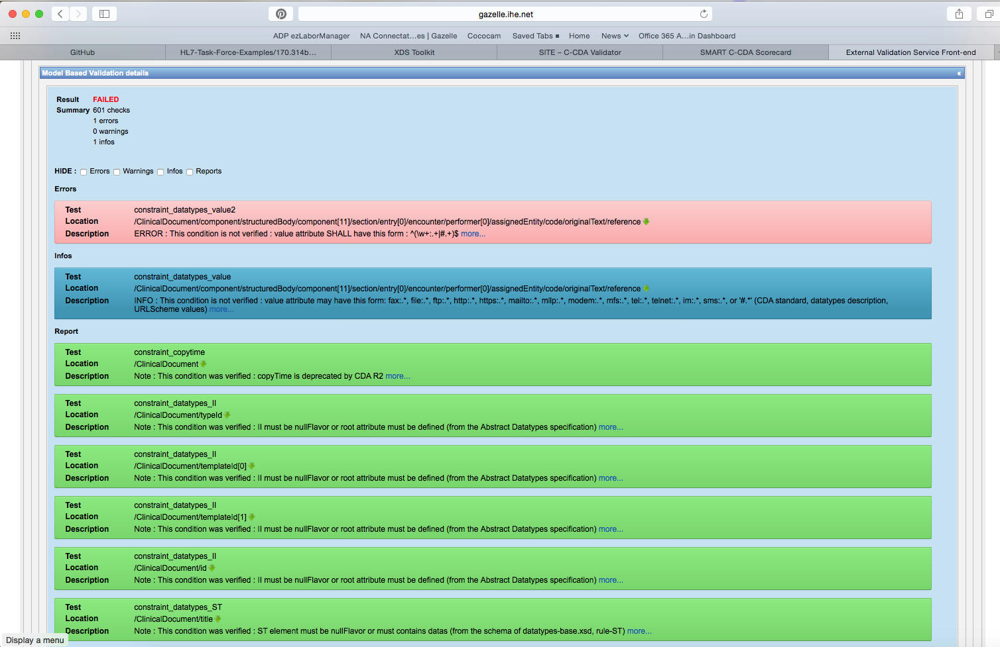 gazelle.ihe.net
ADP ezLaborManager NA Connectat...es | Gazelle Cococam Saved Tabs Home News Office 365 A...in Dashboard
GitHub HL7-Task-Force-Examples/170.314b... XDS Toolkit SITE – C-CDA Validator SMART C-CDA Scorecard External Validation Service Front-end
Model Based Validation details «
Result FAILED
Summary 601 checks
1 errors
0 warnings
1 infos
HIDE : Errors Warnings Infos Reports
Errors
Test constraint_datatypes_value2
Location /ClinicalDocument/component/structuredBody/component[11]/section/entry[0]/encounter/performer[0]/assignedEntity/code/originalText/reference
Description ERROR : This condition is not verified : value attribute SHALL have this form : ^(\w+:.+|#.+)$ more...
Infos
Test constraint_datatypes_value
Location /ClinicalDocument/component/structuredBody/component[11]/section/entry[0]/encounter/performer[0]/assignedEntity/code/originalText/reference
Description INFO : This condition is not verified : value attribute may have this form: fax:.*, file:.*, ftp:.*, http:.*, https:.*, mailto:.*, mllp:.*, modem:.*, mfs:.*, tel:.*, telnet:.*, im:.*, sms:.*, or '#.*' (CDA standard, datatypes description,
URLScheme values) more...
Report
Test constraint_copytime
Location /ClinicalDocument
Description Note : This condition was verified : copyTime is deprecated by CDA R2 more...
Test constraint_datatypes_II
Location /ClinicalDocument/typeId
Description Note : This condition was verified : II must be nullFlavor or root attribute must be defined (from the Abstract Datatypes specification) more...
Test constraint_datatypes_II
Location /ClinicalDocument/templateId[0]
Description Note : This condition was verified : II must be nullFlavor or root attribute must be defined (from the Abstract Datatypes specification) more...
Test constraint_datatypes_II
Location /ClinicalDocument/templateId[1]
Description Note : This condition was verified : II must be nullFlavor or root attribute must be defined (from the Abstract Datatypes specification) more...
Test constraint_datatypes_II
Location /ClinicalDocument/id
Description Note : This condition was verified : II must be nullFlavor or root attribute must be defined (from the Abstract Datatypes specification) more...
Test constraint_datatypes_ST
Location /ClinicalDocument/title
Description Note : This condition was verified : ST element must be nullFlavor or must contains datas (from the schema of datatypes-base.xsd, rule-ST) more...
Display a menu